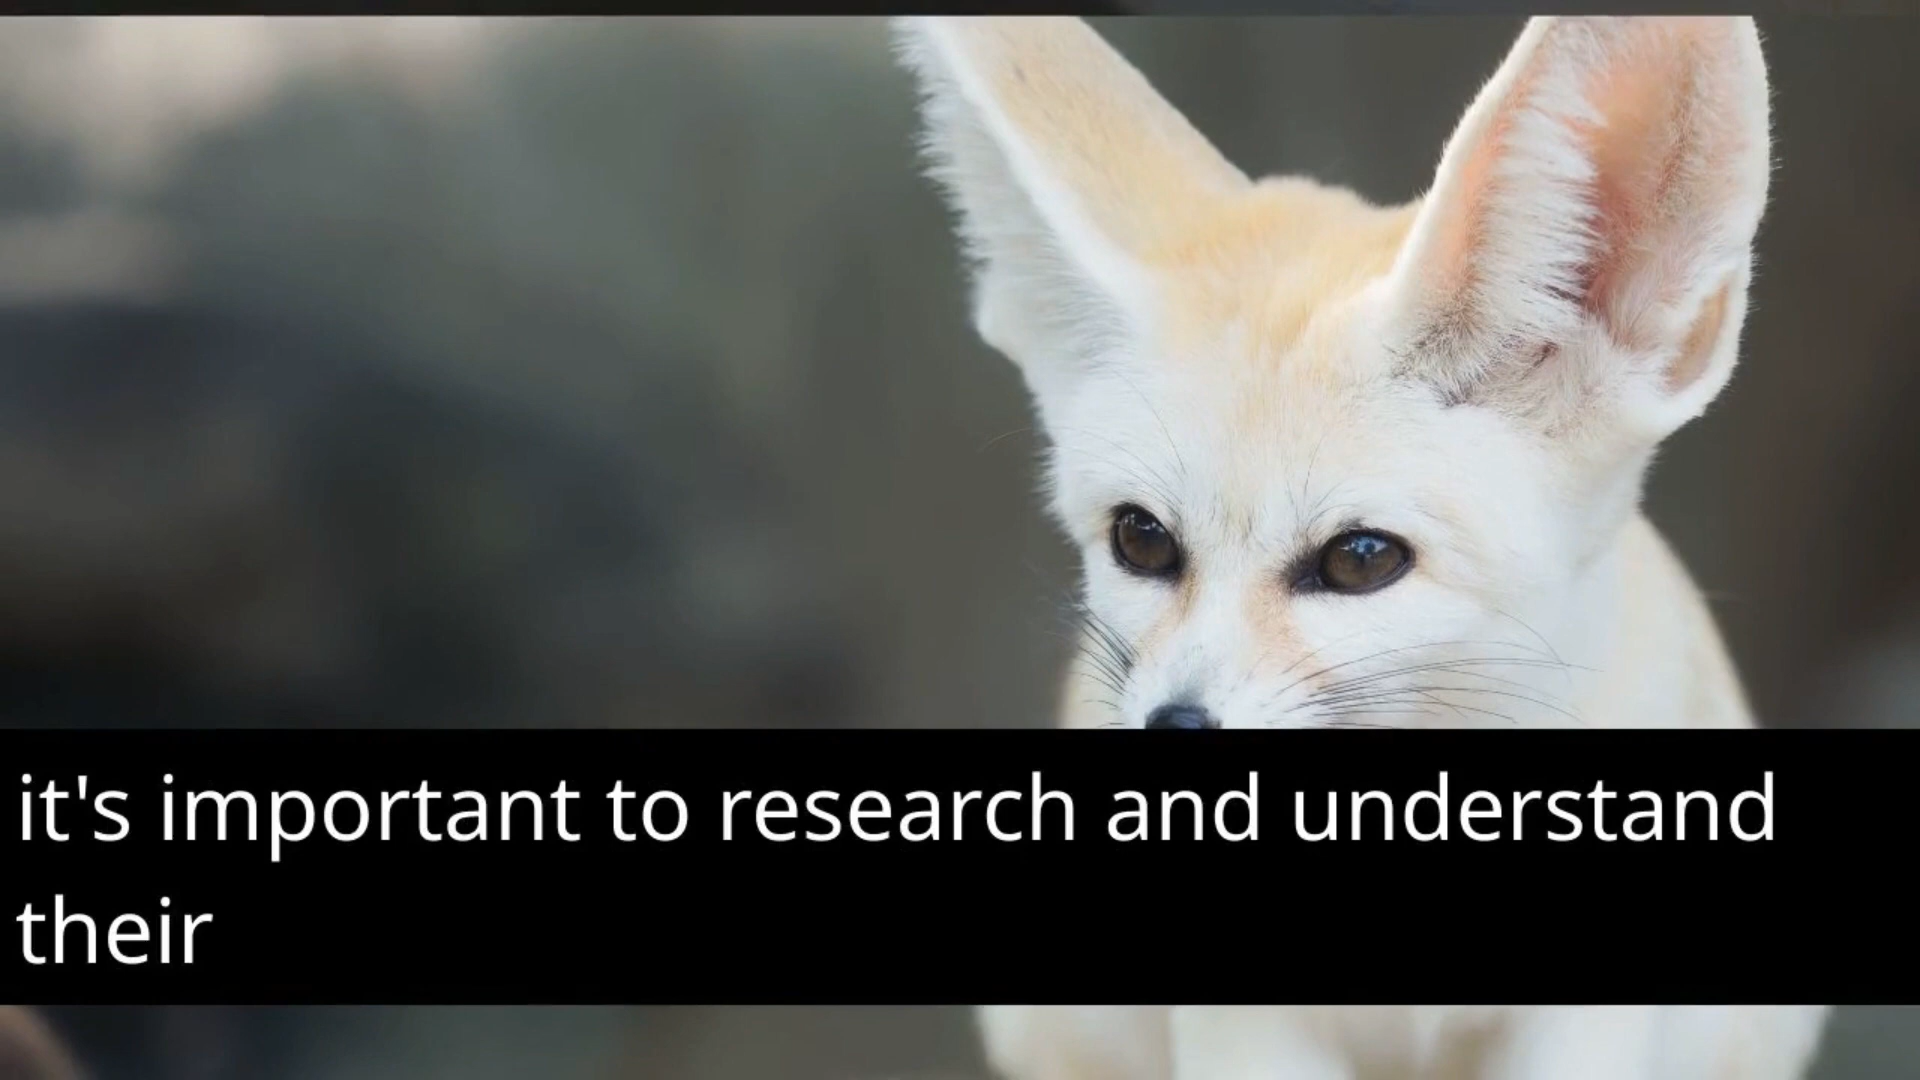 it's important to research and understand
their